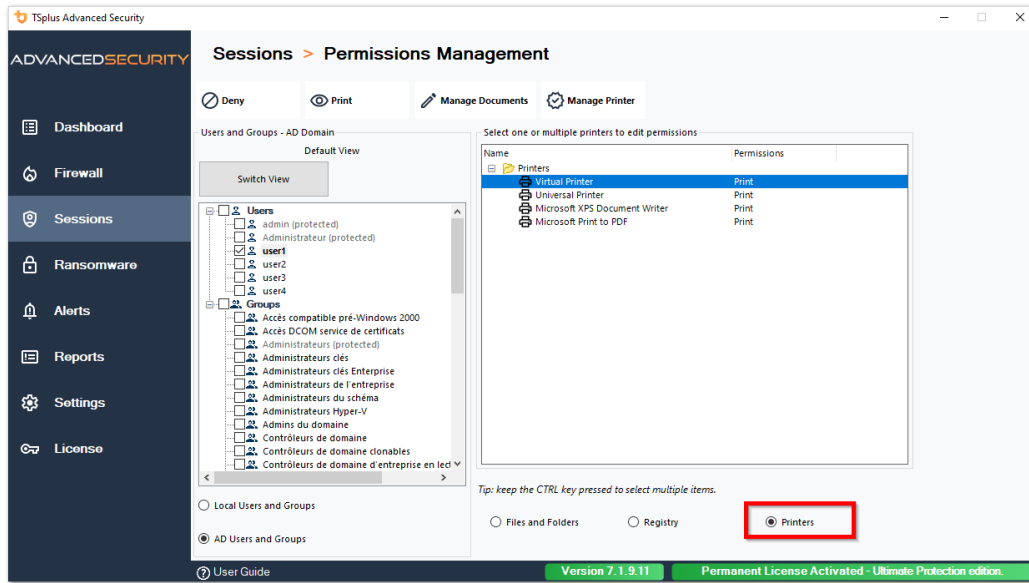 TSplus Advanced Security
ADVANCEDSECURITY
Sessions > Permissions Management
Deny
Print
Manage Documents
Manage Printer
Dashboard
Firewall
Sessions
Ransomware
Alerts
Reports
Settings
License
Users and Groups - AD Domain
Default View
Switch View
Users
admin (protected)
Administrateur (protected)
user1
user2
user3
user4
Groups
Accès compatible pré-Windows 2000
Accès DCOM service de certificats
Administrateurs (protected)
Administrateurs clés
Administrateurs clés Enterprise
Administrateurs de l'entreprise
Administrateurs du schéma
Administrateurs Hyper-V
Admins du domaine
Contrôleurs de domaine
Contrôleurs de domaine clonables
Contrôleurs de domaine d'entreprise en lect
Local Users and Groups
AD Users and Groups
Select one or multiple printers to edit permissions
Name Permissions
Printers
Virtual Printer Print
Universal Printer Print
Microsoft XPS Document Writer Print
Microsoft Print to PDF Print
Tip: keep the CTRL key pressed to select multiple items.
Files and Folders
Registry
Printers
User Guide
Version 7.1.9.11
Permanent License Activated - Ultimate Protection edition.